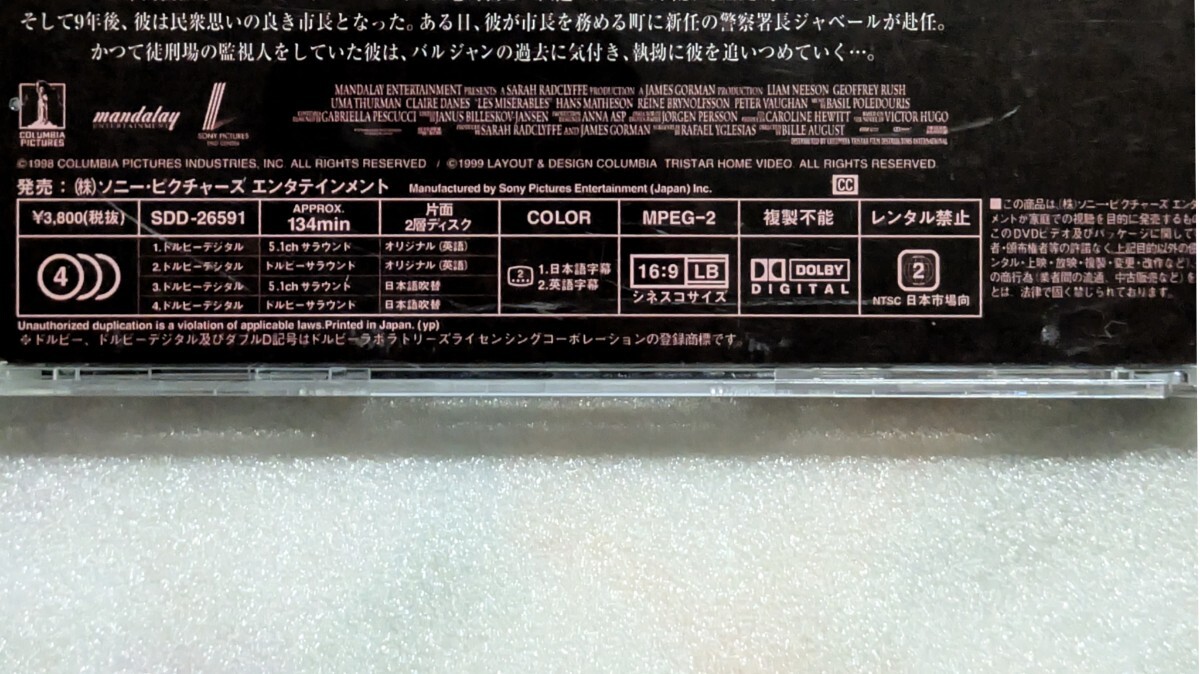 そして9年後、彼は民衆思いの良き市長となった。ある日、彼が市長を務める町に新任の警察署長ジャベールが赴任。
かつて徒刑場の監視人をしていた彼は、バルジャンの過去に気付き、執拗に彼を追いつめていく…。
COLUMBIA PICTURES
mandalay
ENTERTAINMENT
SONY PICTURES
MANDALAY ENTERTAINMENT PRESENTS A SARAH RADCLYFFE PRODUCTION A JAMES GORMAN PRODUCTION LIAM NEESON GEOFFREY RUSH
UMA THURMAN CLAIRE DANES "LES MISÉRABLES" HANS MATHESON REINE BRYNOLFSSON PETER VAUGHAN BASIL POLEDOURIS
GABRIELLA PESCUCCI JANUS BILLESKOV-JANSEN ANNA ASP JORGEN PERSSON CAROLINE HEWITT VICTOR HUGO
SARAH RADCLYFFE AND JAMES GORMAN RAFAEL YGLESIAS BILLE AUGUST
©1998 COLUMBIA PICTURES INDUSTRIES, INC. ALL RIGHTS RESERVED / ©1999 LAYOUT & DESIGN COLUMBIA TRISTAR HOME VIDEO. ALL RIGHTS RESERVED.
発売：(株)ソニー・ピクチャーズ エンタテインメント Manufactured by Sony Pictures Entertainment (Japan) Inc. CC
¥3,800(税抜) SDD-26591 APPROX. 134min 片面2層ディスク COLOR MPEG-2 複製不能 レンタル禁止
4
1.ドルビーデジタル 5.1chサラウンド オリジナル(英語)
2.ドルビーデジタル ドルビーサラウンド オリジナル(英語)
3.ドルビーデジタル 5.1chサラウンド 日本語吹替
4.ドルビーデジタル ドルビーサラウンド 日本語吹替
2
1.日本語字幕
2.英語字幕
16:9 LB
シネスコサイズ
DOLBY
DIGITAL
2
NTSC 日本市場向
■この商品は、(株)ソニー・ピクチャーズ エンタ
メントが家庭での視聴を目的に発売するもの
このDVDビデオ及びパッケージに関して
者・頒布権者等の許諾なく、上記目的以外の使
ンタル・上映・放映・複製・変更・改作など)、
の商行為(業者間の流通、中古販売など)を
とは、法律で固く禁じられております。
Unauthorized duplication is a violation of applicable laws.Printed in Japan. (yp)
※ドルビー、ドルビーデジタル及びダブルD記号はドルビーラボラトリーズライセンシングコーポレーションの登録商標です。